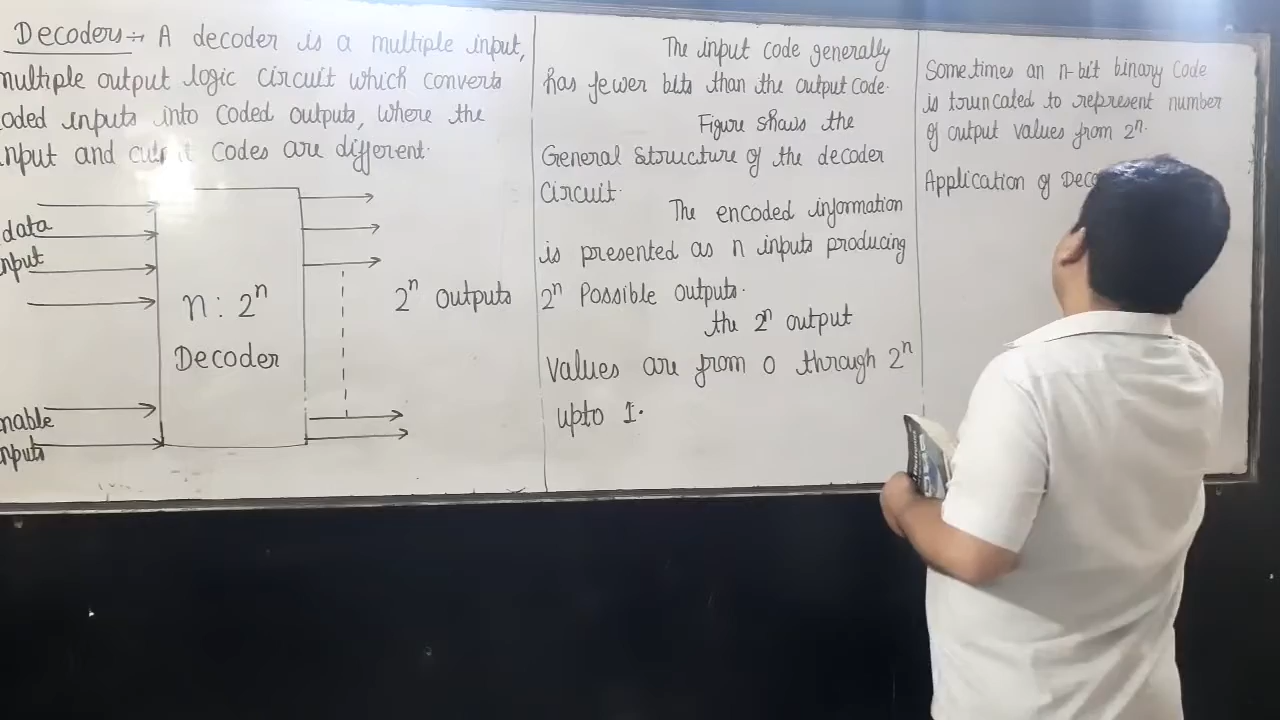 Decoders :- A decoder is a multiple input,
multiple output logic circuit which converts
coded inputs into coded outputs, where the
input and output codes are different.
data
input
n : 2ⁿ
Decoder
2ⁿ outputs
enable
inputs
The input code generally
has fewer bits than the output code.
Figure shows the
General structure of the decoder
Circuit.
The encoded information
is presented as n inputs producing
2ⁿ Possible outputs.
the 2ⁿ output
values are from 0 through 2ⁿ
upto 1.
Sometimes an n-bit binary code
is truncated to represent number
of output values from 2ⁿ.
Application of Deco